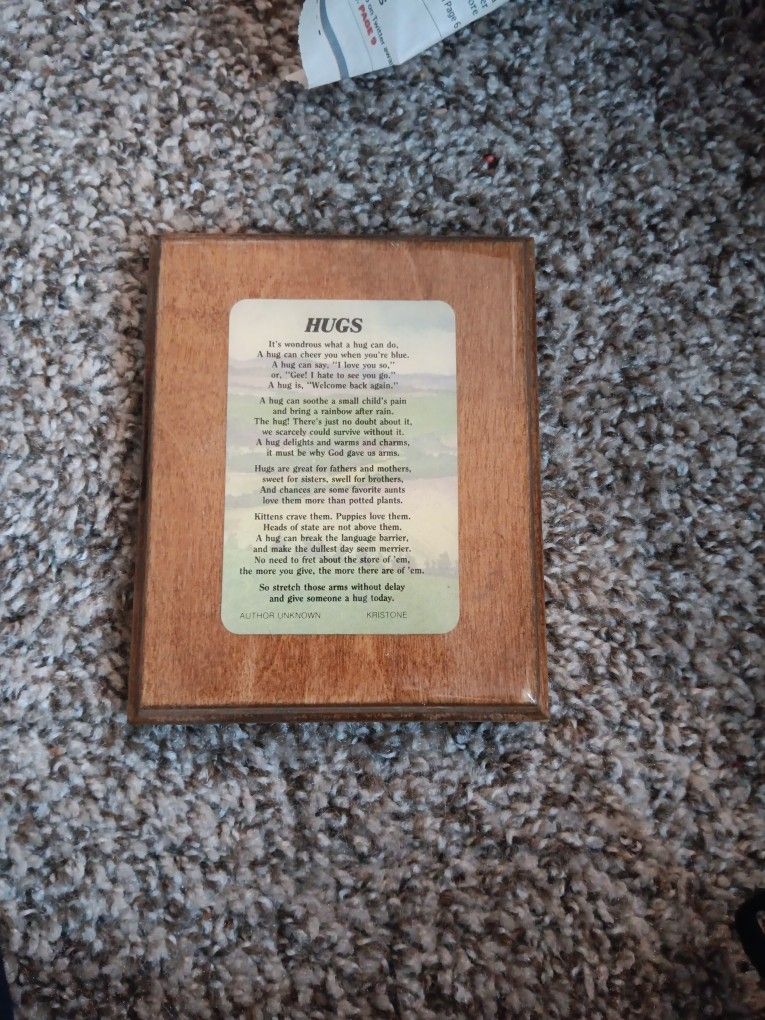 Page 6
on Twitter
PAGE 9
HUGS
It's wondrous what a hug can do,
A hug can cheer you when you're blue.
A hug can say, "I love you so,"
or, "Gee! I hate to see you go."
A hug is, "Welcome back again."
A hug can soothe a small child's pain
and bring a rainbow after rain.
The hug! There's just no doubt about it,
we scarcely could survive without it.
A hug delights and warms and charms,
it must be why God gave us arms.
Hugs are great for fathers and mothers,
sweet for sisters, swell for brothers,
And chances are some favorite aunts
love them more than potted plants.
Kittens crave them. Puppies love them.
Heads of state are not above them.
A hug can break the language barrier,
and make the dullest day seem merrier.
No need to fret about the store of 'em,
the more you give, the more there are of 'em.
So stretch those arms without delay
and give someone a hug today.
AUTHOR UNKNOWN KRISTONE